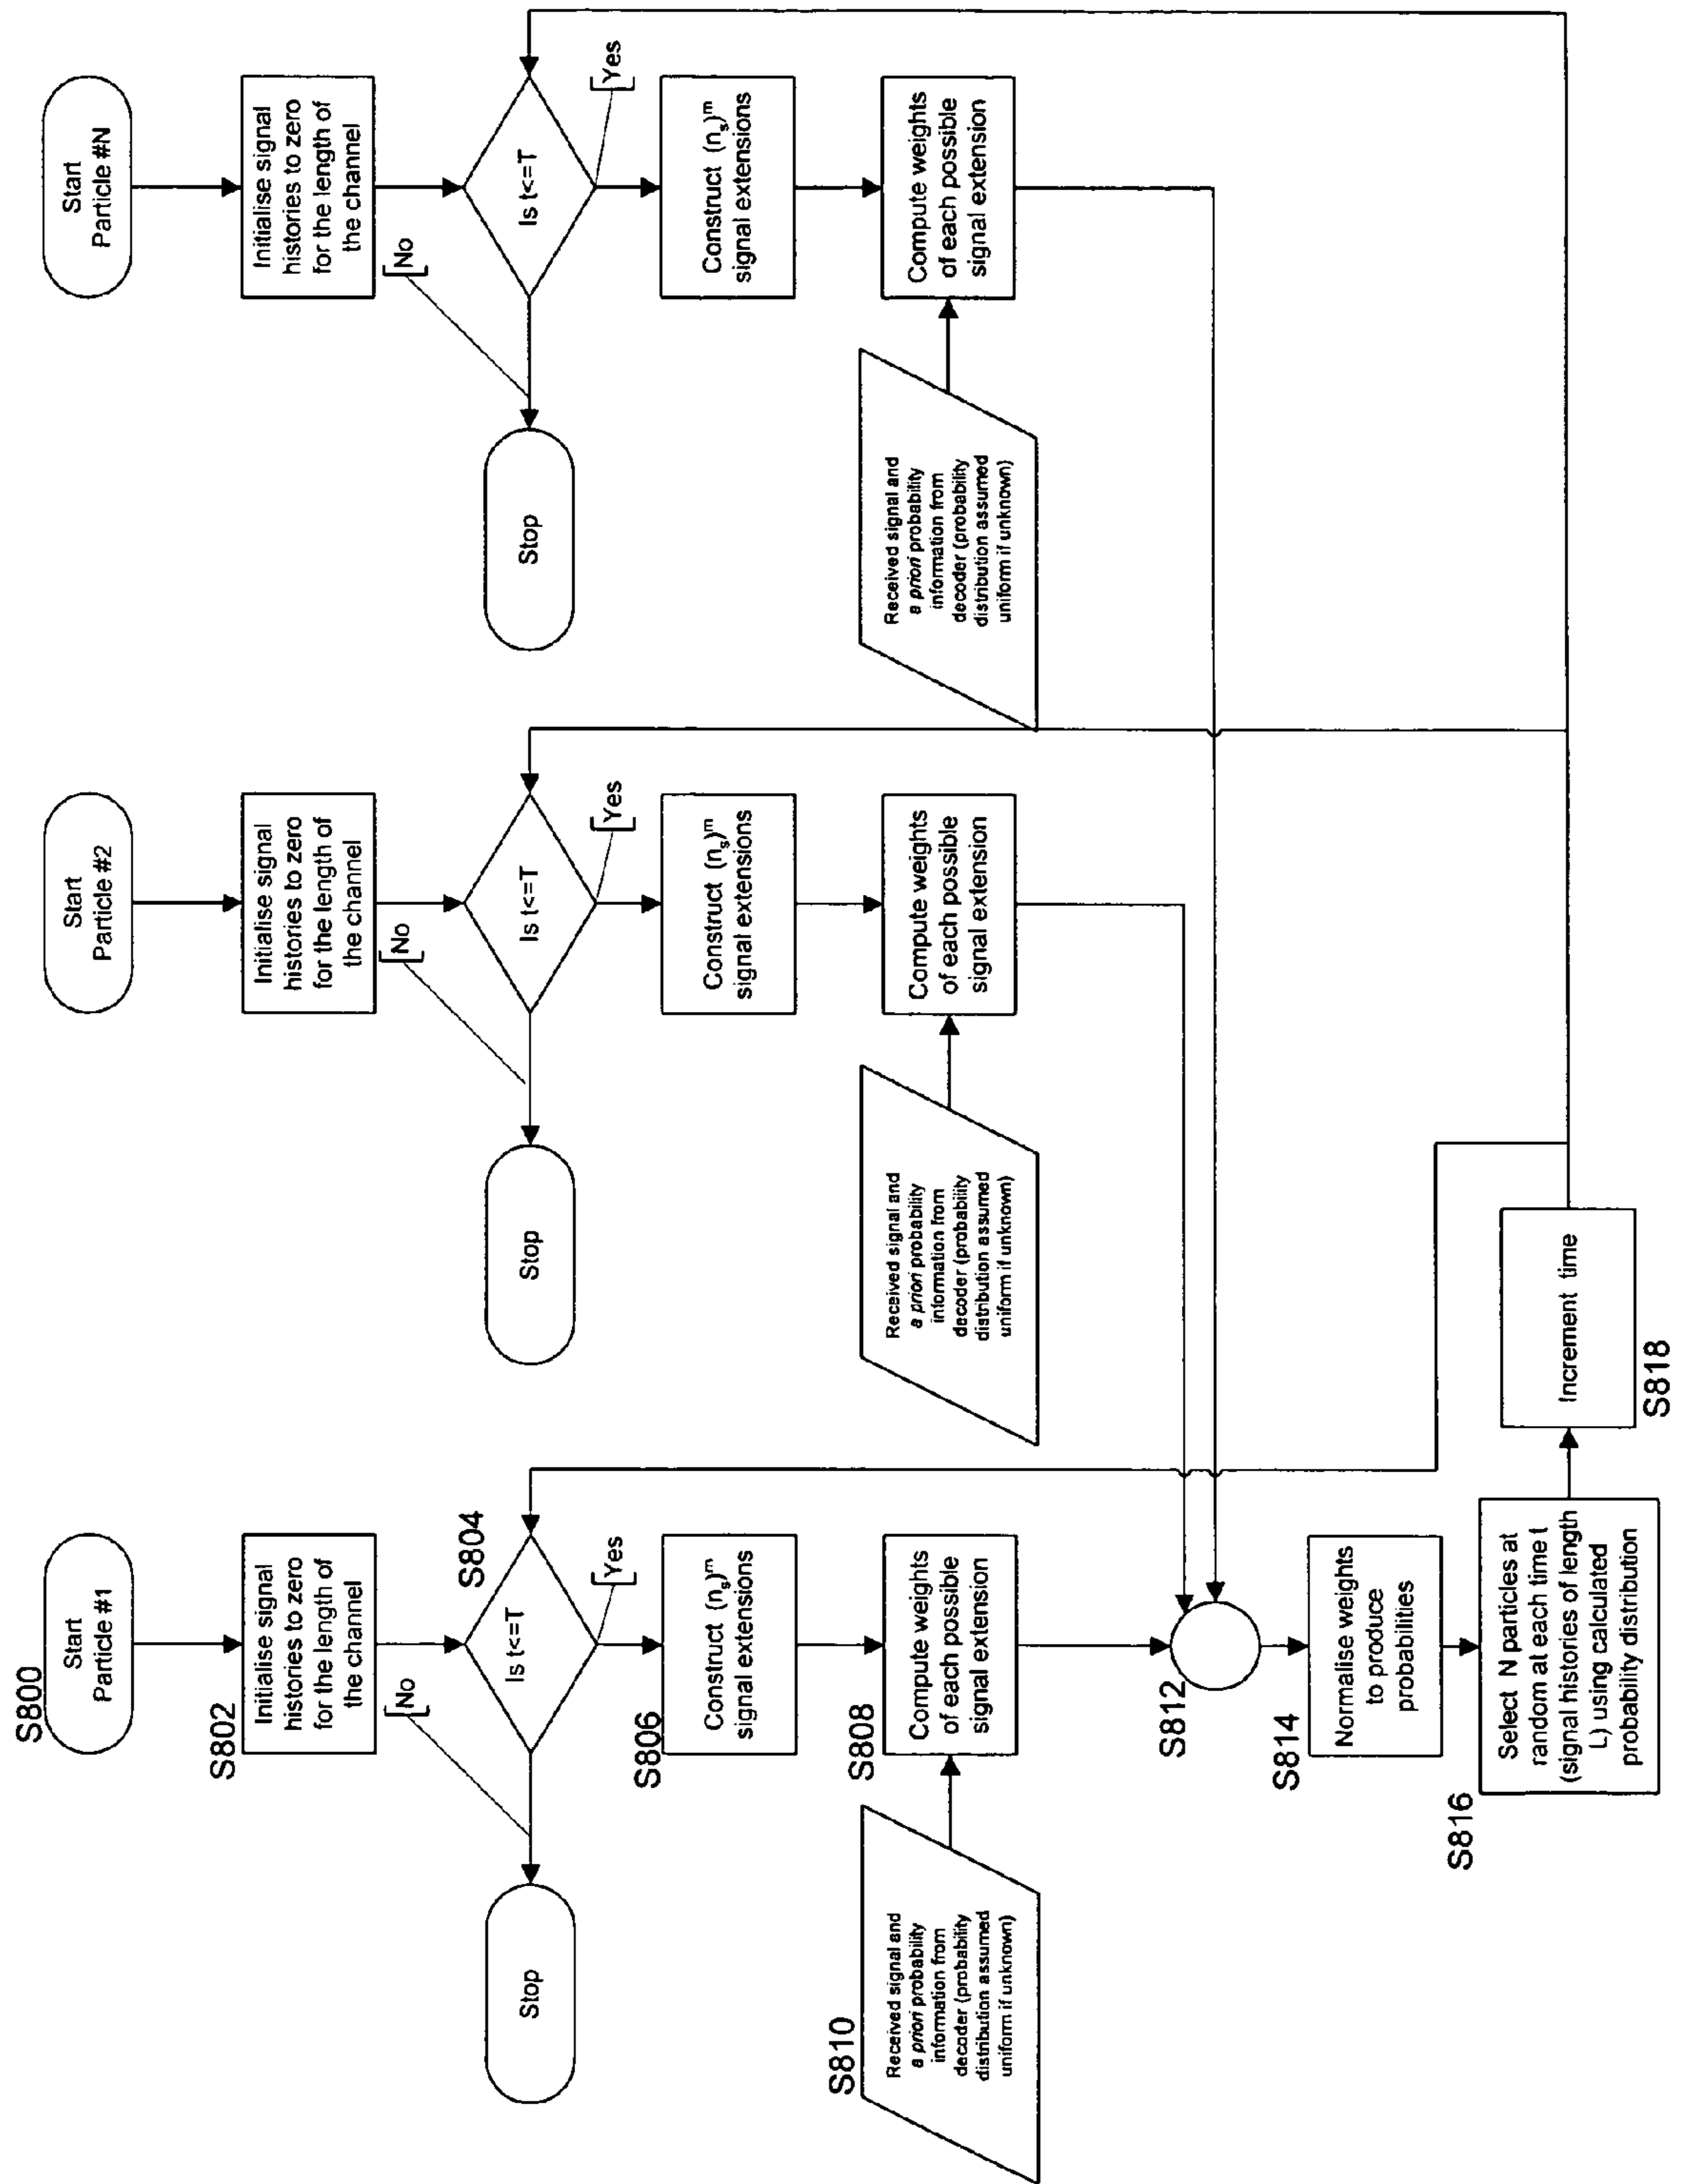 S800
Start
Particle #1
S802
Initialise signal
histories to zero
for the length of
the channel
S804
Is t<=T
No
Yes
Stop
S806
Construct (nₛ)ᵐ
signal extensions
S808
Compute weights
of each possible
signal extension
S810
Received signal and
a priori probability
information from
decoder (probability
distribution assumed
uniform if unknown)
S812
S814
Normalise weights
to produce
probabilities
S816
Select N particles at
random at each time t
(signal histories of length
L) using calculated
probability distribution
Increment time
S818
Start
Particle #2
Initialise signal
histories to zero
for the length of
the channel
Is t<=T
No
Yes
Stop
Construct (nₛ)ᵐ
signal extensions
Compute weights
of each possible
signal extension
Received signal and
a priori probability
information from
decoder (probability
distribution assumed
uniform if unknown)
Start
Particle #N
Initialise signal
histories to zero
for the length of
the channel
Is t<=T
No
Yes
Stop
Construct (nₛ)ᵐ
signal extensions
Compute weights
of each possible
signal extension
Received signal and
a priori probability
information from
decoder (probability
distribution assumed
uniform if unknown)